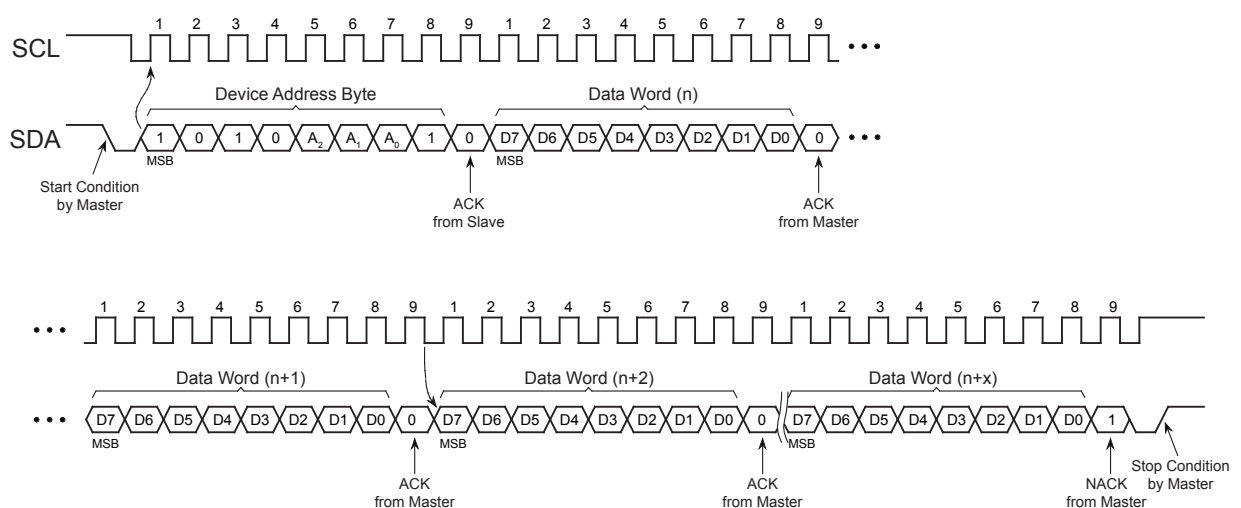 1 2 3 4 5 6 7 8 9 1 2 3 4 5 6 7 8 9
SCL
Device Address Byte Data Word (n)
SDA 1 0 1 0 A2 A1 A0 1 0 D7 D6 D5 D4 D3 D2 D1 D0 0
MSB MSB
Start Condition
by Master
ACK
from Slave
ACK
from Master
1 2 3 4 5 6 7 8 9 1 2 3 4 5 6 7 8 9 1 2 3 4 5 6 7 8 9
Data Word (n+1) Data Word (n+2) Data Word (n+x)
D7 D6 D5 D4 D3 D2 D1 D0 0 D7 D6 D5 D4 D3 D2 D1 D0 0 D7 D6 D5 D4 D3 D2 D1 D0 1
MSB MSB MSB
ACK
from Master
ACK
from Master
NACK
from Master
Stop Condition
by Master